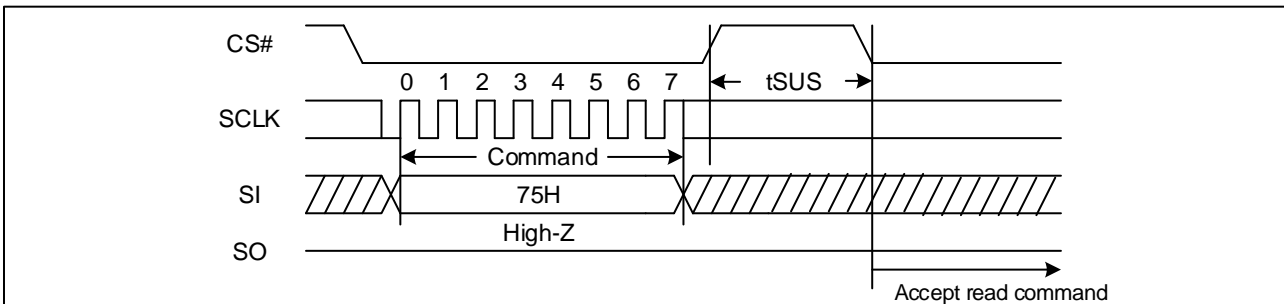 CS#
0 1 2 3 4 5 6 7
tSUS
SCLK
Command
SI
75H
High-Z
SO
Accept read command